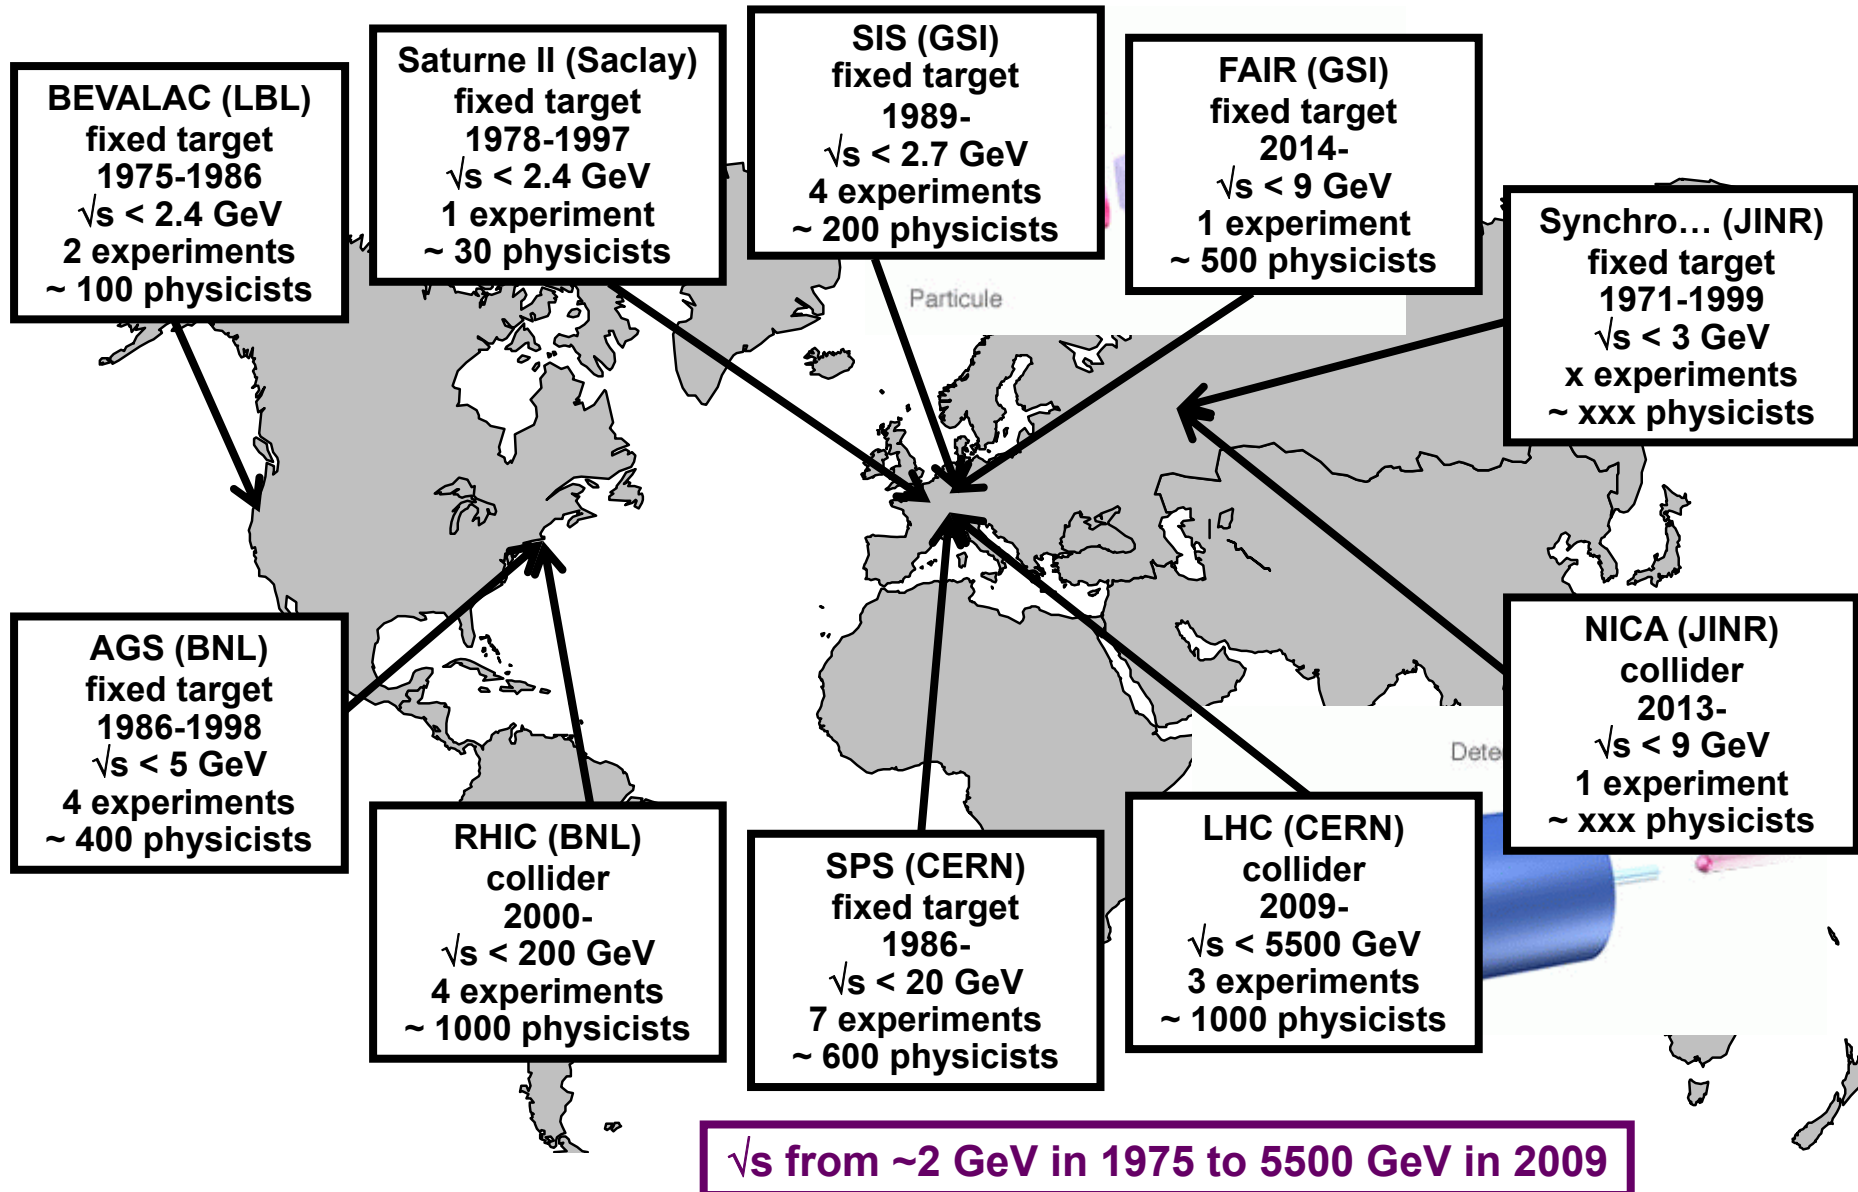 BEVALAC (LBL)
fixed target
1975-1986
√s < 2.4 GeV
2 experiments
~ 100 physicists
Saturne II (Saclay)
fixed target
1978-1997
√s < 2.4 GeV
1 experiment
~ 30 physicists
SIS (GSI)
fixed target
1989-
√s < 2.7 GeV
4 experiments
~ 200 physicists
FAIR (GSI)
fixed target
2014-
√s < 9 GeV
1 experiment
~ 500 physicists
Synchro… (JINR)
fixed target
1971-1999
√s < 3 GeV
x experiments
~ xxx physicists
Particule
AGS (BNL)
fixed target
1986-1998
√s < 5 GeV
4 experiments
~ 400 physicists
RHIC (BNL)
collider
2000-
√s < 200 GeV
4 experiments
~ 1000 physicists
SPS (CERN)
fixed target
1986-
√s < 20 GeV
7 experiments
~ 600 physicists
LHC (CERN)
collider
2009-
√s < 5500 GeV
3 experiments
~ 1000 physicists
Dete
NICA (JINR)
collider
2013-
√s < 9 GeV
1 experiment
~ xxx physicists
√s from ~2 GeV in 1975 to 5500 GeV in 2009